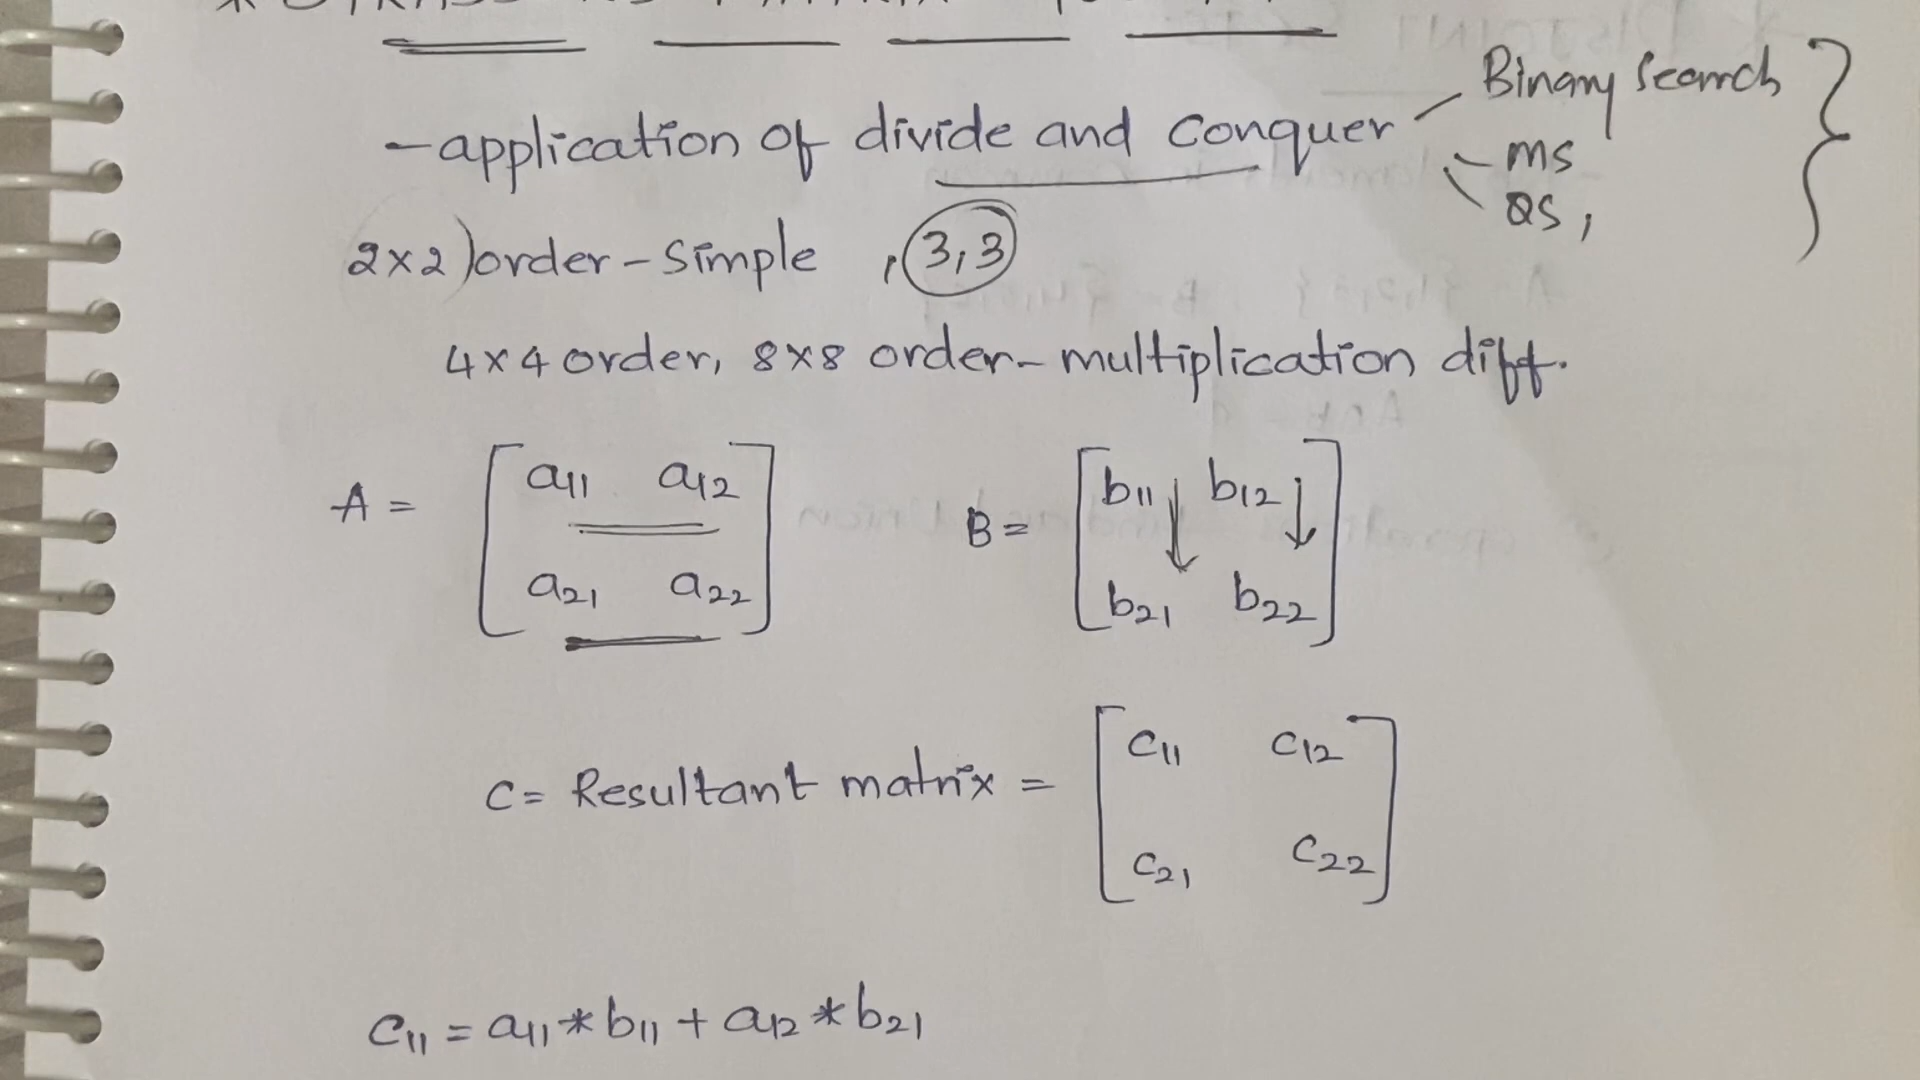 -application of divide and conquer - Binary Search
- ms
- QS,
2x2) order - Simple , (3,3)
4x4 order, 8x8 order - multiplication diff.
A = [a11 a12
a21 a22]
B = [b11 ↓ b12 ↓
b21 b22]
C = Resultant matrix = [C11 C12
C21 C22]
C11 = a11 * b11 + a12 * b21